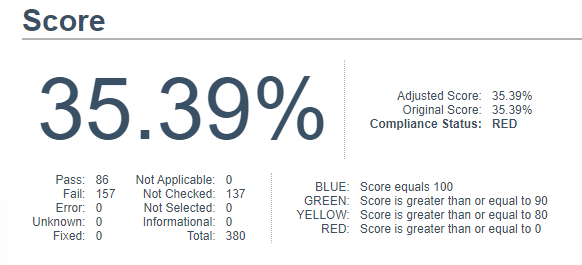 Score
35.39%
Adjusted Score: 35.39%
Original Score: 35.39%
Compliance Status: RED
Pass: 86 Not Applicable: 0
Fail: 157 Not Checked: 137
Error: 0 Not Selected: 0
Unknown: 0 Informational: 0
Fixed: 0 Total: 380
BLUE: Score equals 100
GREEN: Score is greater than or equal to 90
YELLOW: Score is greater than or equal to 80
RED: Score is greater than or equal to 0